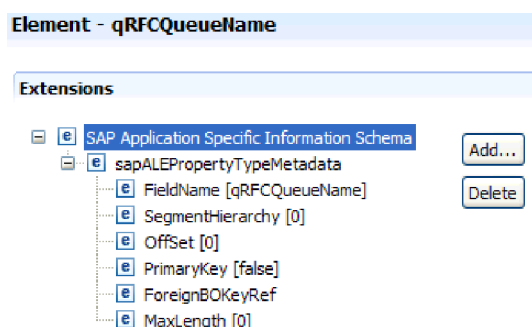 Element - qRFCQueueName
Extensions
SAP Application Specific Information Schema
Add...
sapALEPropertyTypeMetadata
FieldName [qRFCQueueName]
Delete
SegmentHierarchy [0]
OffSet [0]
PrimaryKey [false]
ForeignBOKeyRef
MaxLength [0]